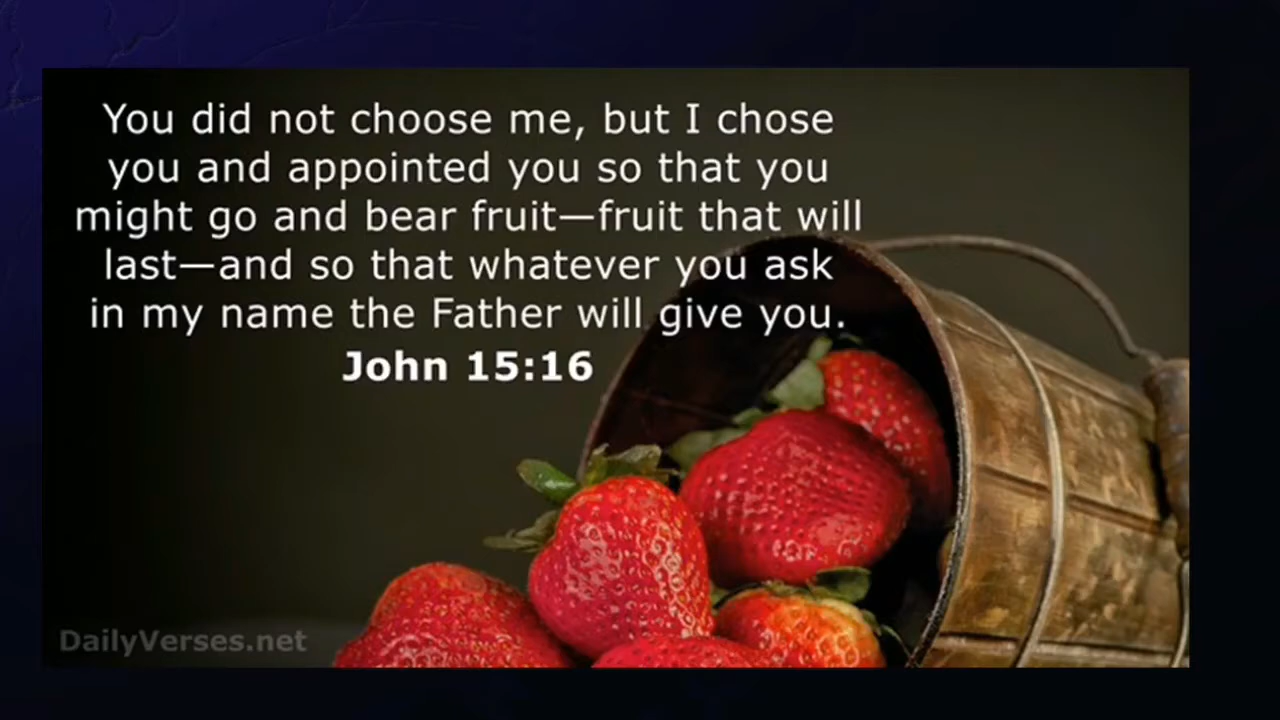 You did not choose me, but I chose
you and appointed you so that you
might go and bear fruit—fruit that will
last—and so that whatever you ask
in my name the Father will give you.
John 15:16
DailyVerses.net